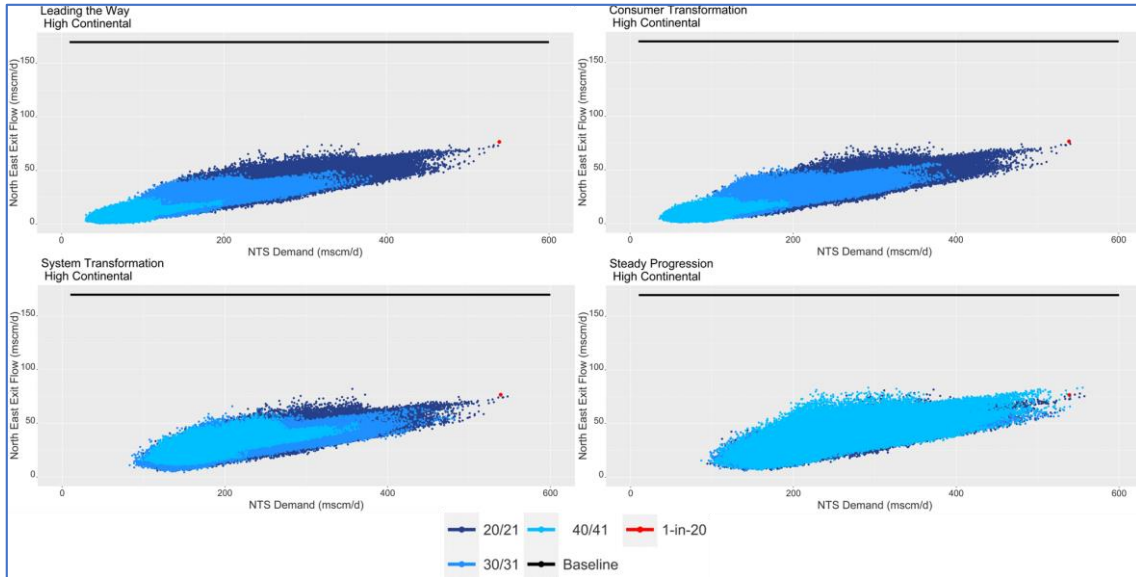 Leading the Way
High Continental
North East Exit Flow (mscm/d)
150
100
50
0
0 200 400 600
NTS Demand (mscm/d)
Consumer Transformation
High Continental
North East Exit Flow (mscm/d)
150
100
50
0
0 200 400 600
NTS Demand (mscm/d)
System Transformation
High Continental
North East Exit Flow (mscm/d)
150
100
50
0
0 200 400 600
NTS Demand (mscm/d)
Steady Progression
High Continental
North East Exit Flow (mscm/d)
150
100
50
0
0 200 400 600
NTS Demand (mscm/d)
20/21 40/41 1-in-20
30/31 Baseline